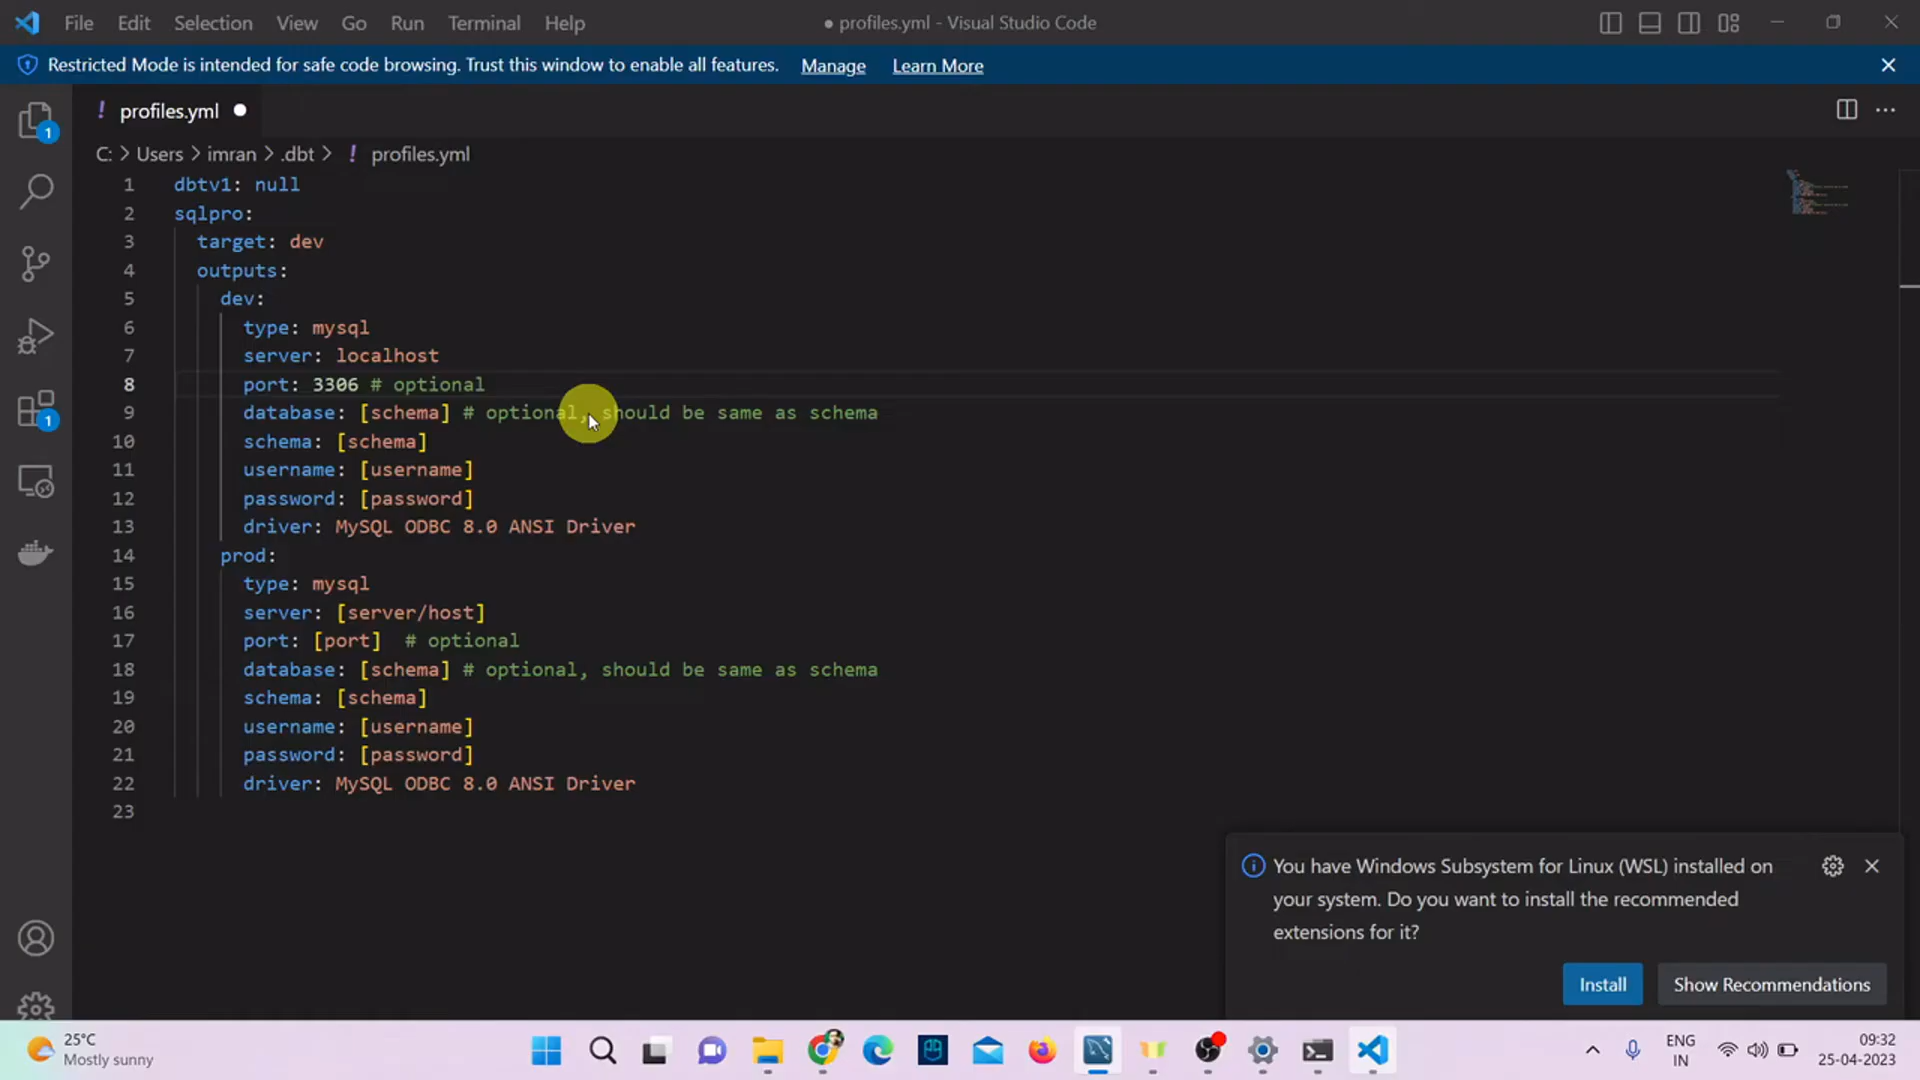 File Edit Selection View Go Run Terminal Help ● profiles.yml - Visual Studio Code
Restricted Mode is intended for safe code browsing. Trust this window to enable all features. Manage Learn More
! profiles.yml
1
C: > Users > imran > .dbt > ! profiles.yml
1 dbtv1: null
2 sqlpro:
3 target: dev
4 outputs:
5 dev:
6 type: mysql
7 server: localhost
8 port: 3306 # optional
9 database: [schema] # optional, should be same as schema
1
10 schema: [schema]
11 username: [username]
12 password: [password]
13 driver: MySQL ODBC 8.0 ANSI Driver
14 prod:
15 type: mysql
16 server: [server/host]
17 port: [port] # optional
18 database: [schema] # optional, should be same as schema
19 schema: [schema]
20 username: [username]
21 password: [password]
22 driver: MySQL ODBC 8.0 ANSI Driver
23
You have Windows Subsystem for Linux (WSL) installed on
your system. Do you want to install the recommended
extensions for it?
Install Show Recommendations
25°C
Mostly sunny
ENG
IN
09:32
25-04-2023